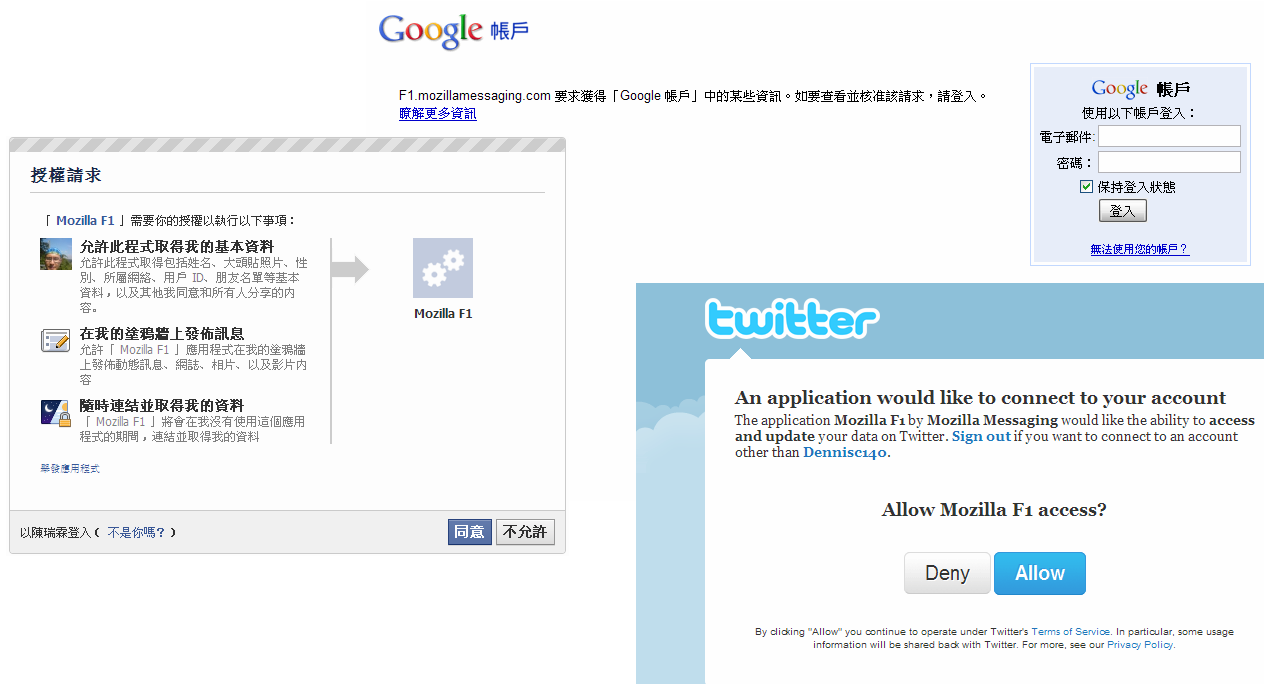 Google 帳戶
F1.mozillamessaging.com 要求獲得「Google 帳戶」中的某些資訊。如要查看並核准該請求，請登入。
瞭解更多資訊
Google 帳戶
使用以下帳戶登入：
電子郵件:
密碼：
保持登入狀態
登入
無法使用您的帳戶？
授權請求
「 Mozilla F1 」需要你的授權以執行以下事項：
允許此程式取得我的基本資料
允許此程式取得包括姓名、大頭貼照片、性
別、所屬網絡、用戶 ID、朋友名單等基本
資料，以及其他我同意和所有人分享的內
容。
在我的塗鴉牆上發佈訊息
允許「 Mozilla F1 」應用程式在我的塗鴉牆
上發佈動態訊息、網誌、相片、以及影片內
容
隨時連結並取得我的資料
「 Mozilla F1 」將會在我沒有使用這個應用
程式的期間，連結並取得我的資料
舉發應用程式
Mozilla F1
以陳瑞霖登入（ 不是你嗎？）
同意
不允許
twitter
An application would like to connect to your account
The application Mozilla F1 by Mozilla Messaging would like the ability to access
and update your data on Twitter. Sign out if you want to connect to an account
other than Dennisc140.
Allow Mozilla F1 access?
Deny
Allow
By clicking "Allow" you continue to operate under Twitter's Terms of Service. In particular, some usage
information will be shared back with Twitter. For more, see our Privacy Policy.